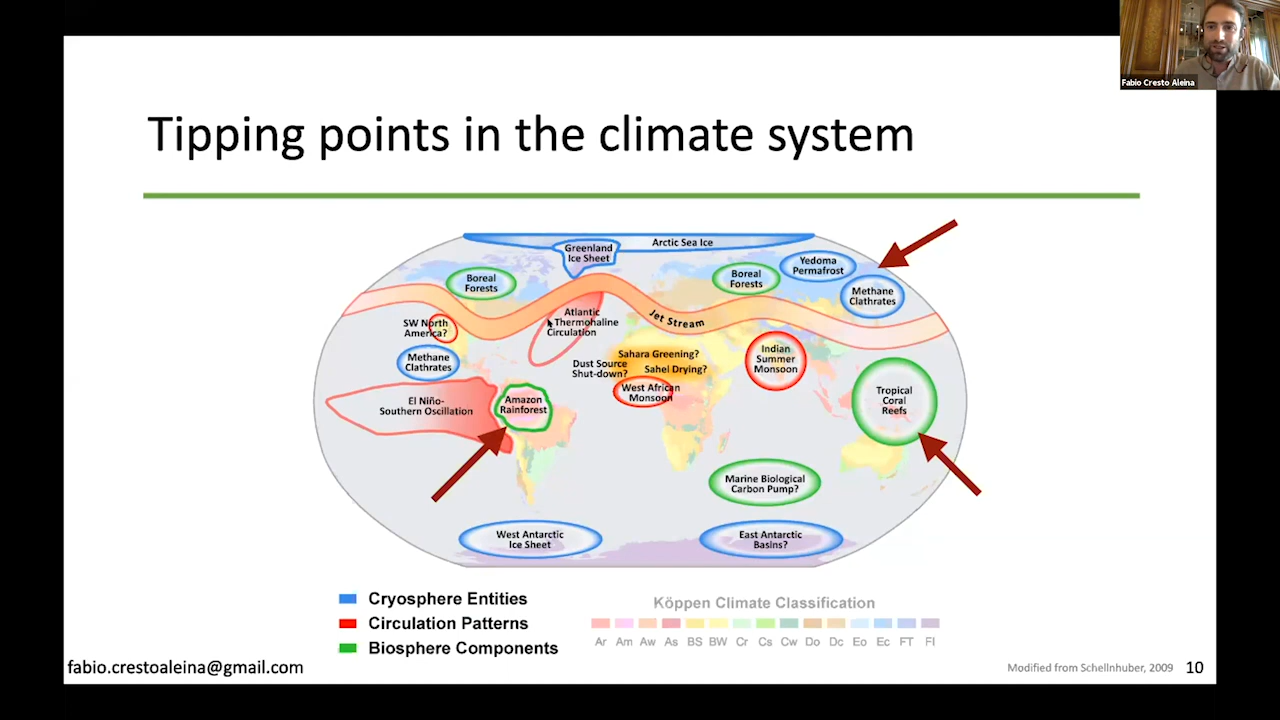 Fabio Cresto Aleina
Tipping points in the climate system
Greenland
Ice Sheet
Arctic Sea Ice
Boreal
Forests
Boreal
Forests
Yedoma
Permafrost
Methane
Clathrates
Atlantic
Thermohaline
Circulation
Jet Stream
SW North
America?
Methane
Clathrates
Sahara Greening?
Dust Source
Shut-down?
Sahel Drying?
West African
Monsoon
Indian
Summer
Monsoon
El Niño-
Southern Oscillation
Amazon
Rainforest
Tropical
Coral
Reefs
Marine Biological
Carbon Pump?
West Antarctic
Ice Sheet
East Antarctic
Basins?
Cryosphere Entities
Circulation Patterns
Biosphere Components
Köppen Climate Classification
Ar Am Aw As BS BW Cr Cs Cw Do Dc Eo Ec FT FI
fabio.crestoaleina@gmail.com
Modified from Schellnhuber, 2009
10